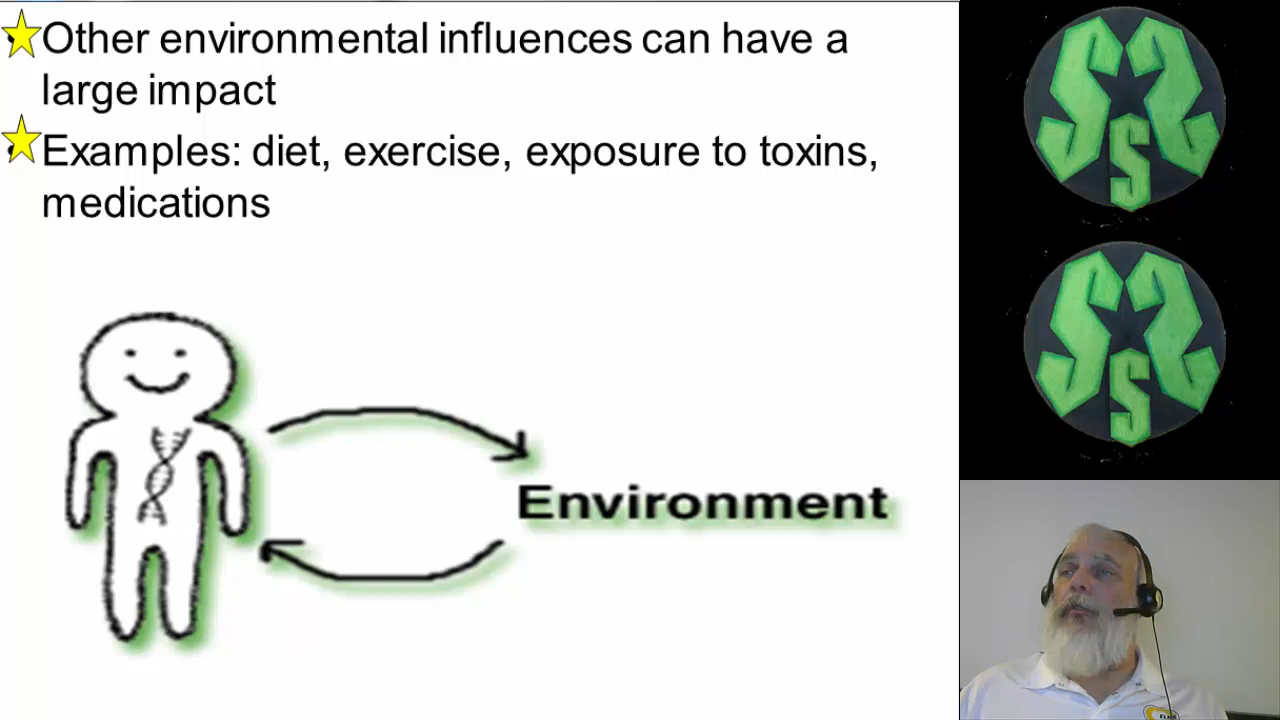 Other environmental influences can have a
large impact
Examples: diet, exercise, exposure to toxins,
medications
Environment
S S
S
S S
S